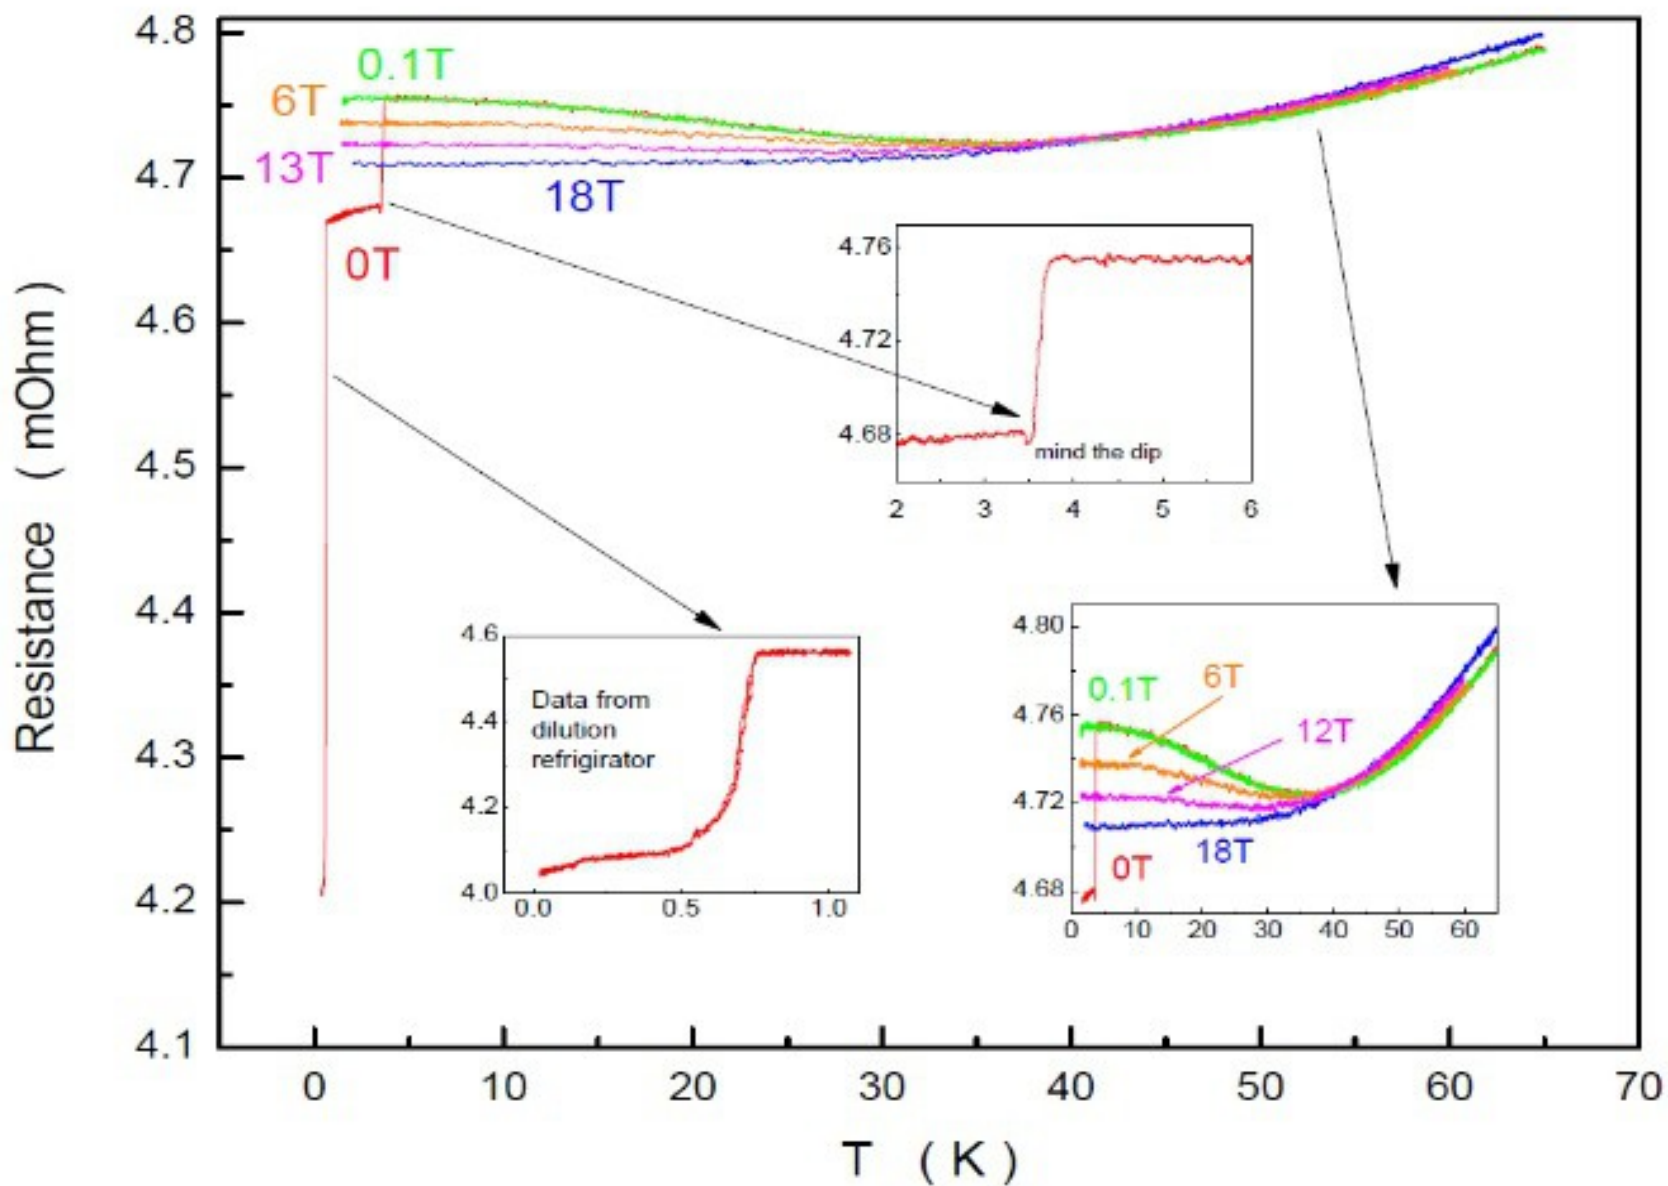 4.8
4.7
4.6
4.5
4.4
4.3
4.2
4.1
Resistance ( mOhm )
0.1T
6T
13T
18T
0T
4.76
4.72
4.68
mind the dip
2 3 4 5 6
4.6
4.4
4.2
4.0
Data from
dilution
refrigirator
0.0 0.5 1.0
4.80
4.76
4.72
4.68
0.1T
6T
12T
18T
0T
0 10 20 30 40 50 60
0 10 20 30 40 50 60 70
T ( K )